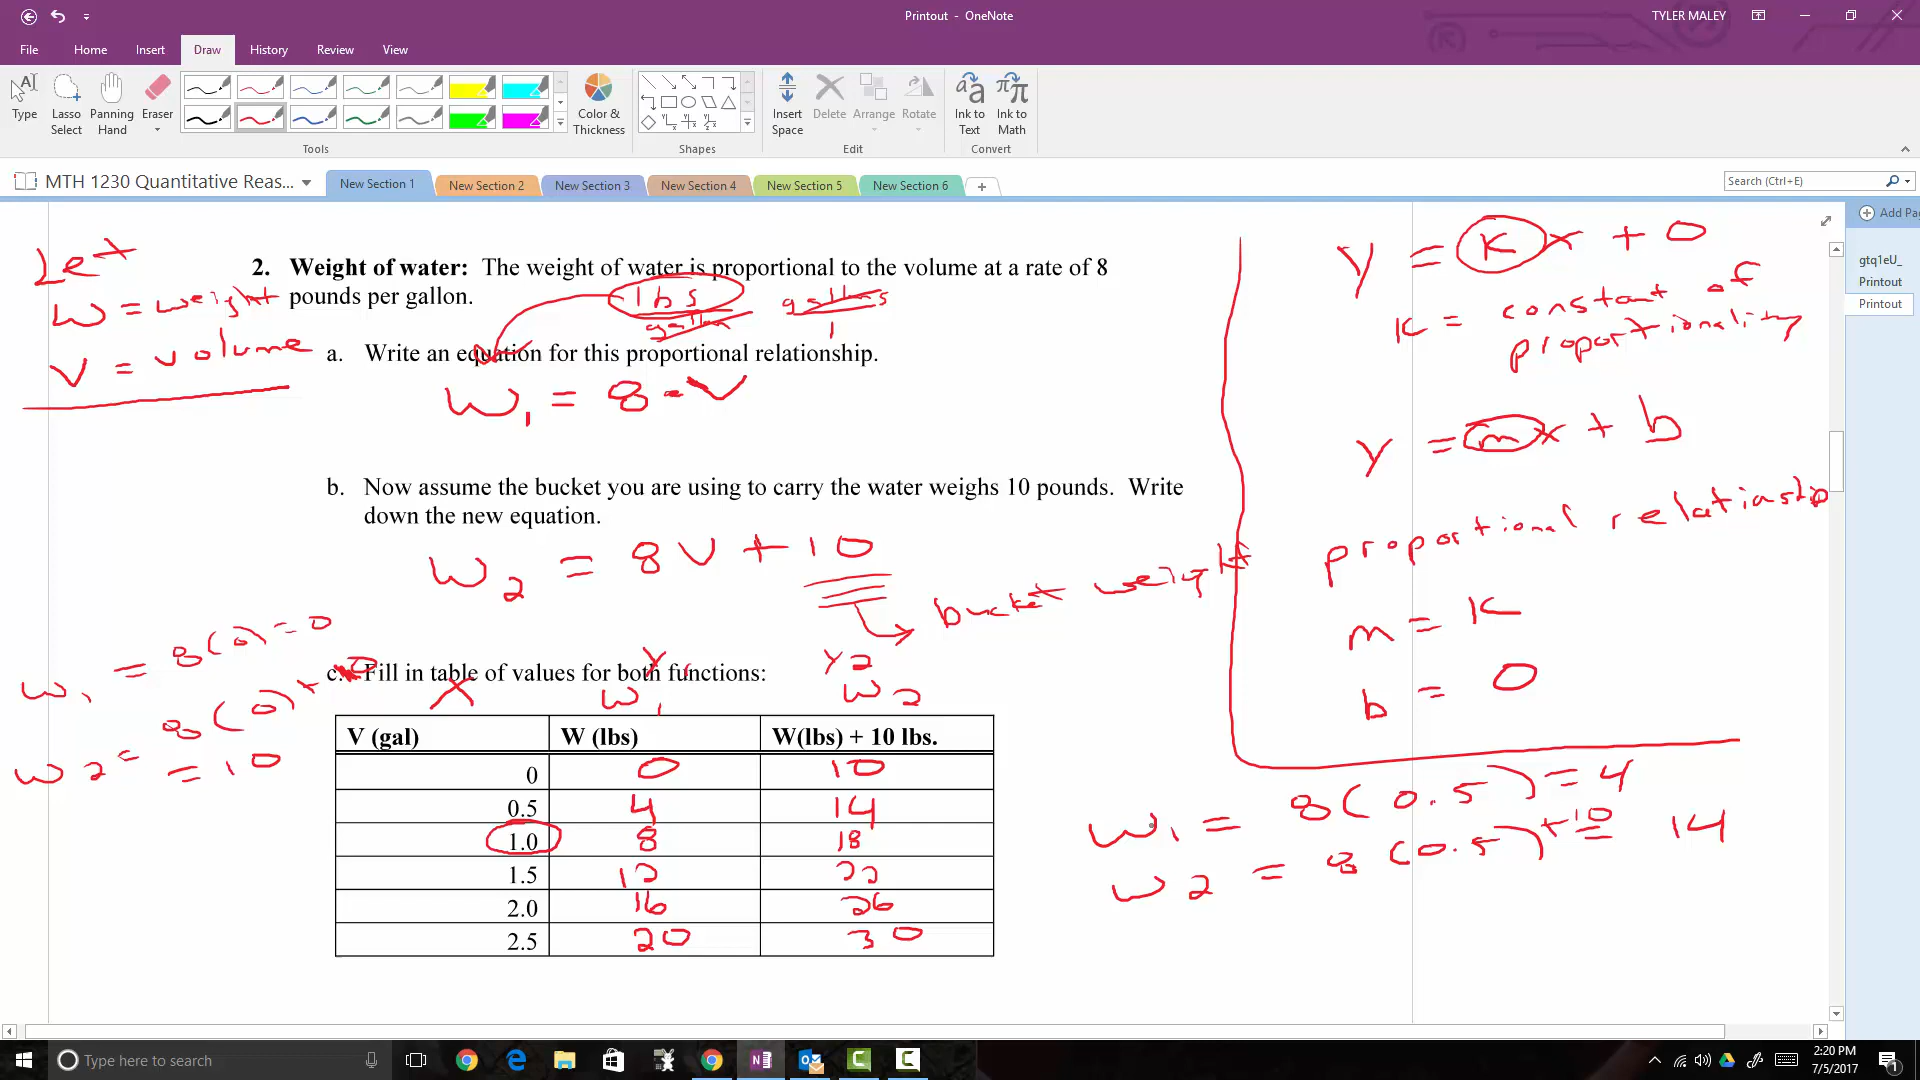 Printout - OneNote
TYLER MALEY
File Home Insert Draw History Review View
Type Lasso Select Panning Hand Eraser Color & Thickness Insert Space Delete Arrange Rotate Ink to Text Ink to Math
Tools Shapes Edit Convert
MTH 1230 Quantitative Reas... New Section 1 New Section 2 New Section 3 New Section 4 New Section 5 New Section 6 + Search (Ctrl+E)
Add Pag
gtq1eU_
Printout
Printout
Let
W = weight
V = volume
2. Weight of water: The weight of water is proportional to the volume at a rate of 8
pounds per gallon.
lbs gallons
gallon 1
a. Write an equation for this proportional relationship.
W1 = 8 · V
b. Now assume the bucket you are using to carry the water weighs 10 pounds. Write
down the new equation.
W2 = 8V + 10
bucket weight
c. Fill in table of values for both functions:
X Y1 Y2
W1 W2
V (gal) W (lbs) W(lbs) + 10 lbs.
0 0 10
0.5 4 14
1.0 8 18
1.5 12 22
2.0 16 26
2.5 20 30
W1 = 8(0) = 0
W2 = 8(0) + 10
= 10
y = kx + 0
k = constant of
proportionality
y = mx + b
proportional relationship
m = k
b = 0
W1 = 8(0.5) = 4
W2 = 8(0.5) + 10 = 14
Type here to search
2:20 PM
7/5/2017
1